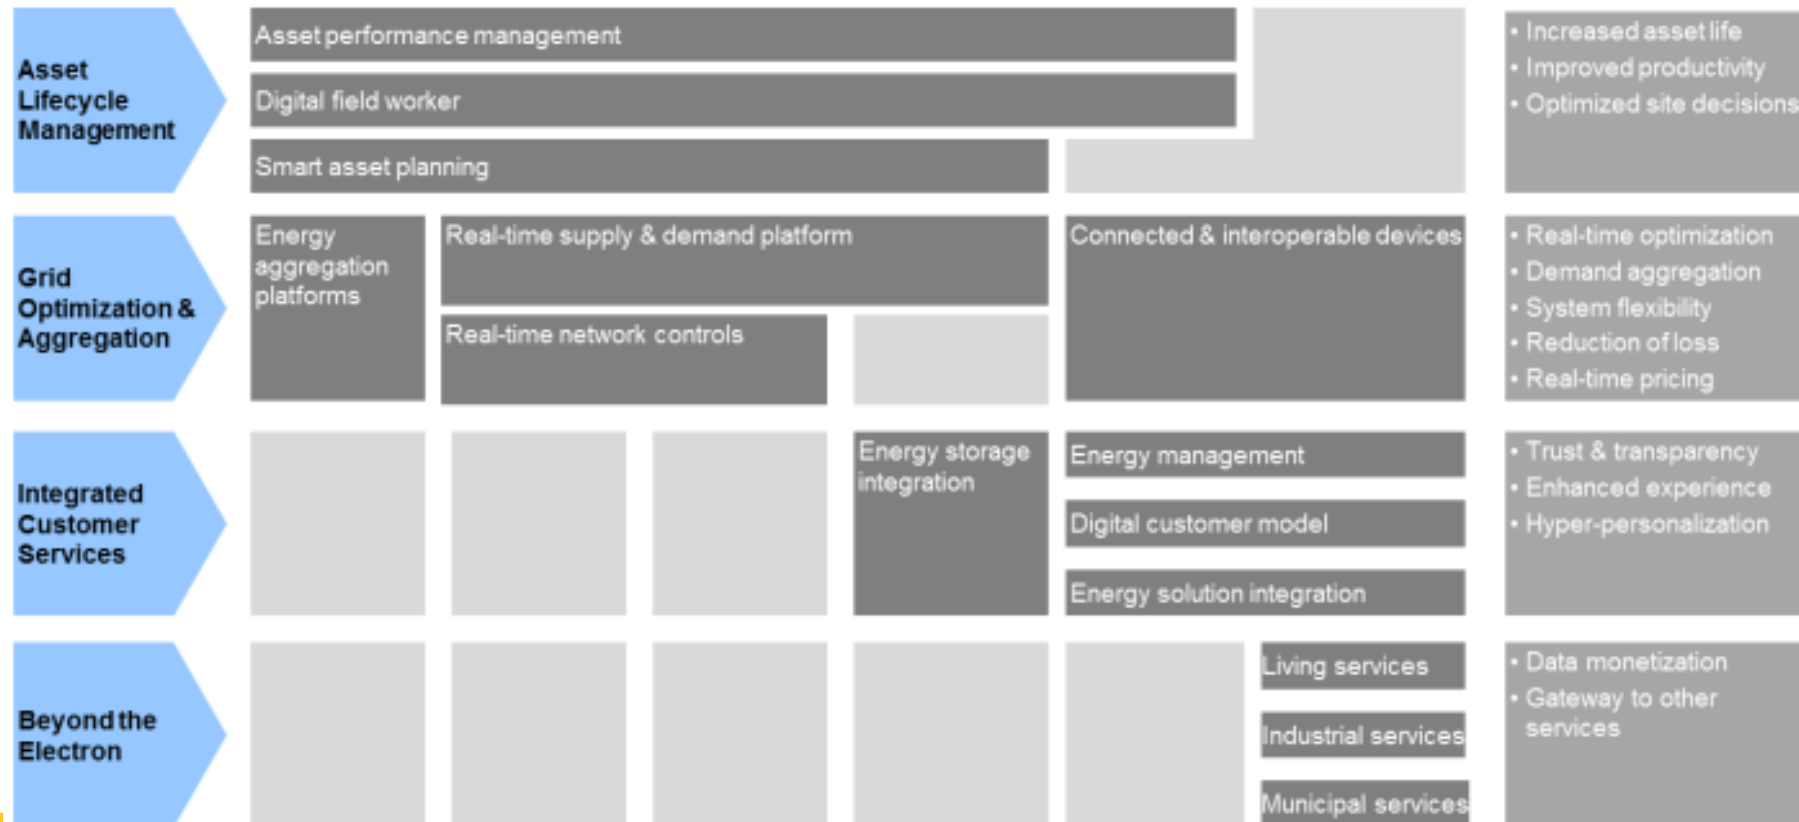 Asset
Lifecycle
Management
Asset performance management
Digital field worker
Smart asset planning
• Increased asset life
• Improved productivity
• Optimized site decisions
Grid
Optimization &
Aggregation
Energy
aggregation
platforms
Real-time supply & demand platform
Real-time network controls
Connected & interoperable devices
• Real-time optimization
• Demand aggregation
• System flexibility
• Reduction of loss
• Real-time pricing
Integrated
Customer
Services
Energy storage
integration
Energy management
Digital customer model
Energy solution integration
• Trust & transparency
• Enhanced experience
• Hyper-personalization
Beyond the
Electron
Living services
Industrial services
Municipal services
• Data monetization
• Gateway to other
services